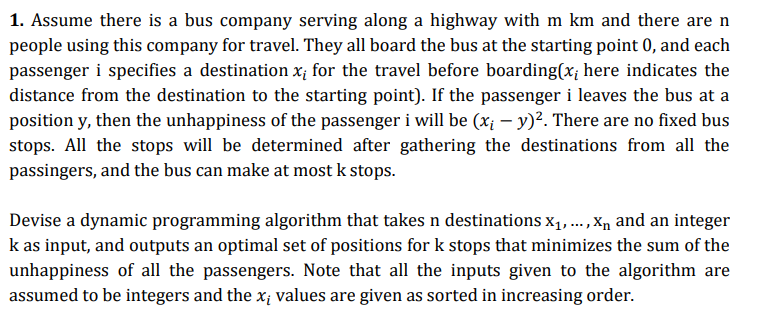 1. Assume there is a bus company serving along a highway with m km and there are n
people using this company for travel. They all board the bus at the starting point 0, and each
passenger i specifies a destination xᵢ for the travel before boarding(xᵢ here indicates the
distance from the destination to the starting point). If the passenger i leaves the bus at a
position y, then the unhappiness of the passenger i will be (xᵢ − y)². There are no fixed bus
stops. All the stops will be determined after gathering the destinations from all the
passingers, and the bus can make at most k stops.
Devise a dynamic programming algorithm that takes n destinations x₁, ..., xₙ and an integer
k as input, and outputs an optimal set of positions for k stops that minimizes the sum of the
unhappiness of all the passengers. Note that all the inputs given to the algorithm are
assumed to be integers and the xᵢ values are given as sorted in increasing order.